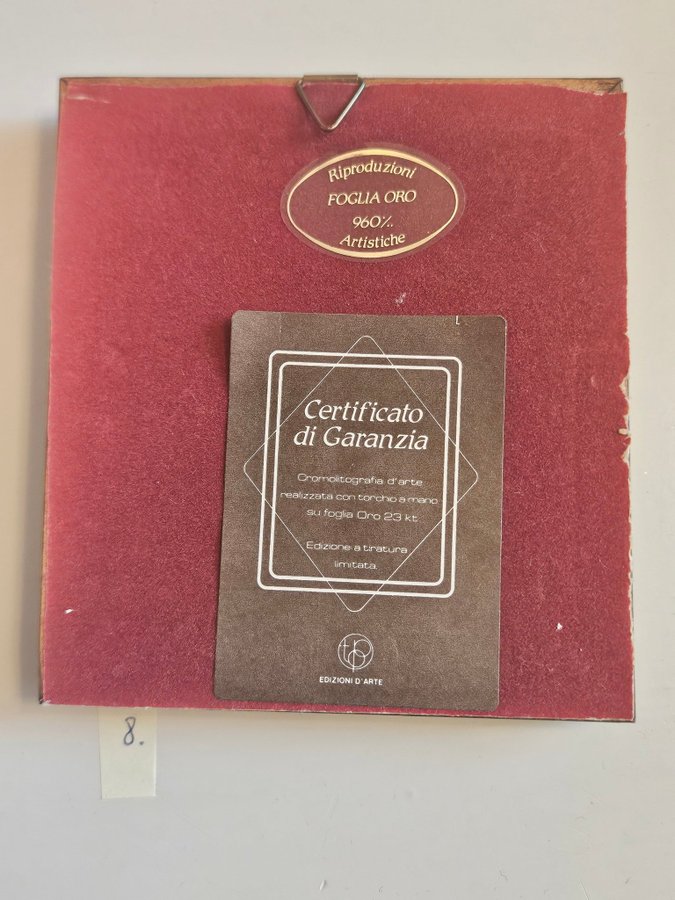 Riproduzioni
FOGLIA ORO
960‰
Artistiche
Certificato
di Garanzia
Cromolitografia d'arte
realizzata con torchio a mano
su foglia Oro 23 kt
Edizione a tiratura
limitata.
EDIZIONI D'ARTE
8.